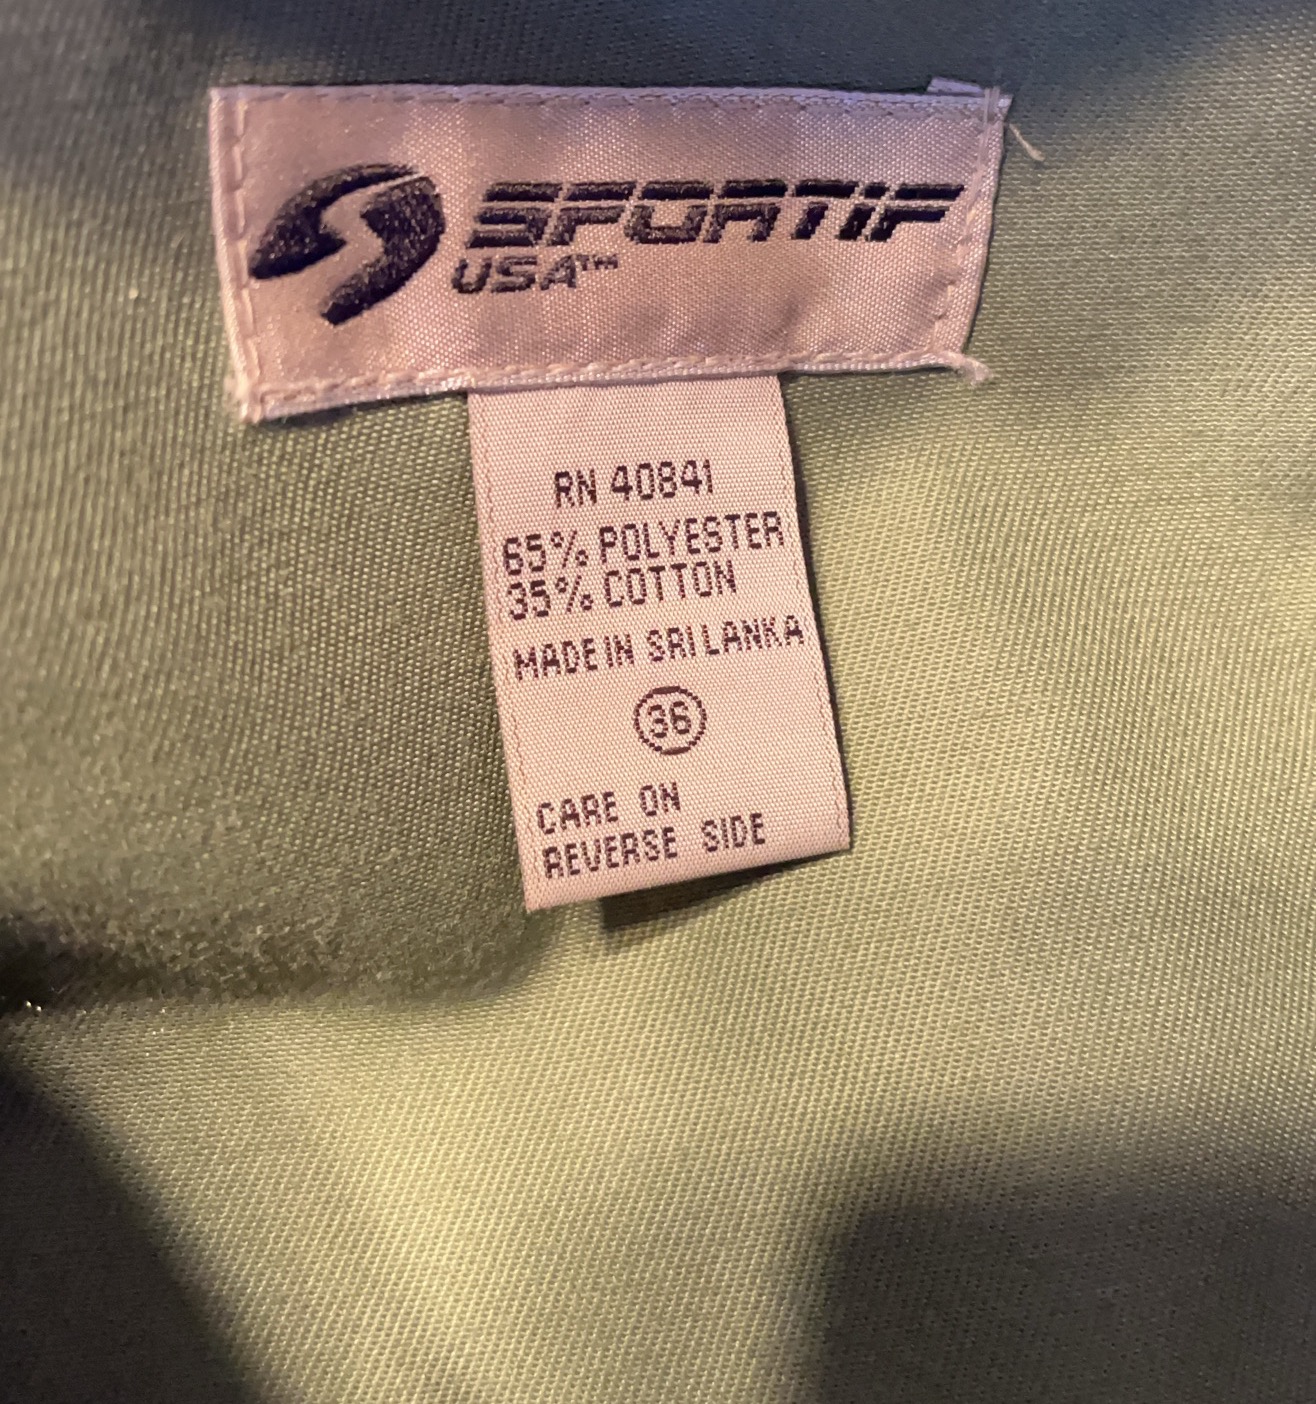 SPORTIF
USA™
RN 40841
65% POLYESTER
35% COTTON
MADE IN SRI LANKA
36
CARE ON
REVERSE SIDE